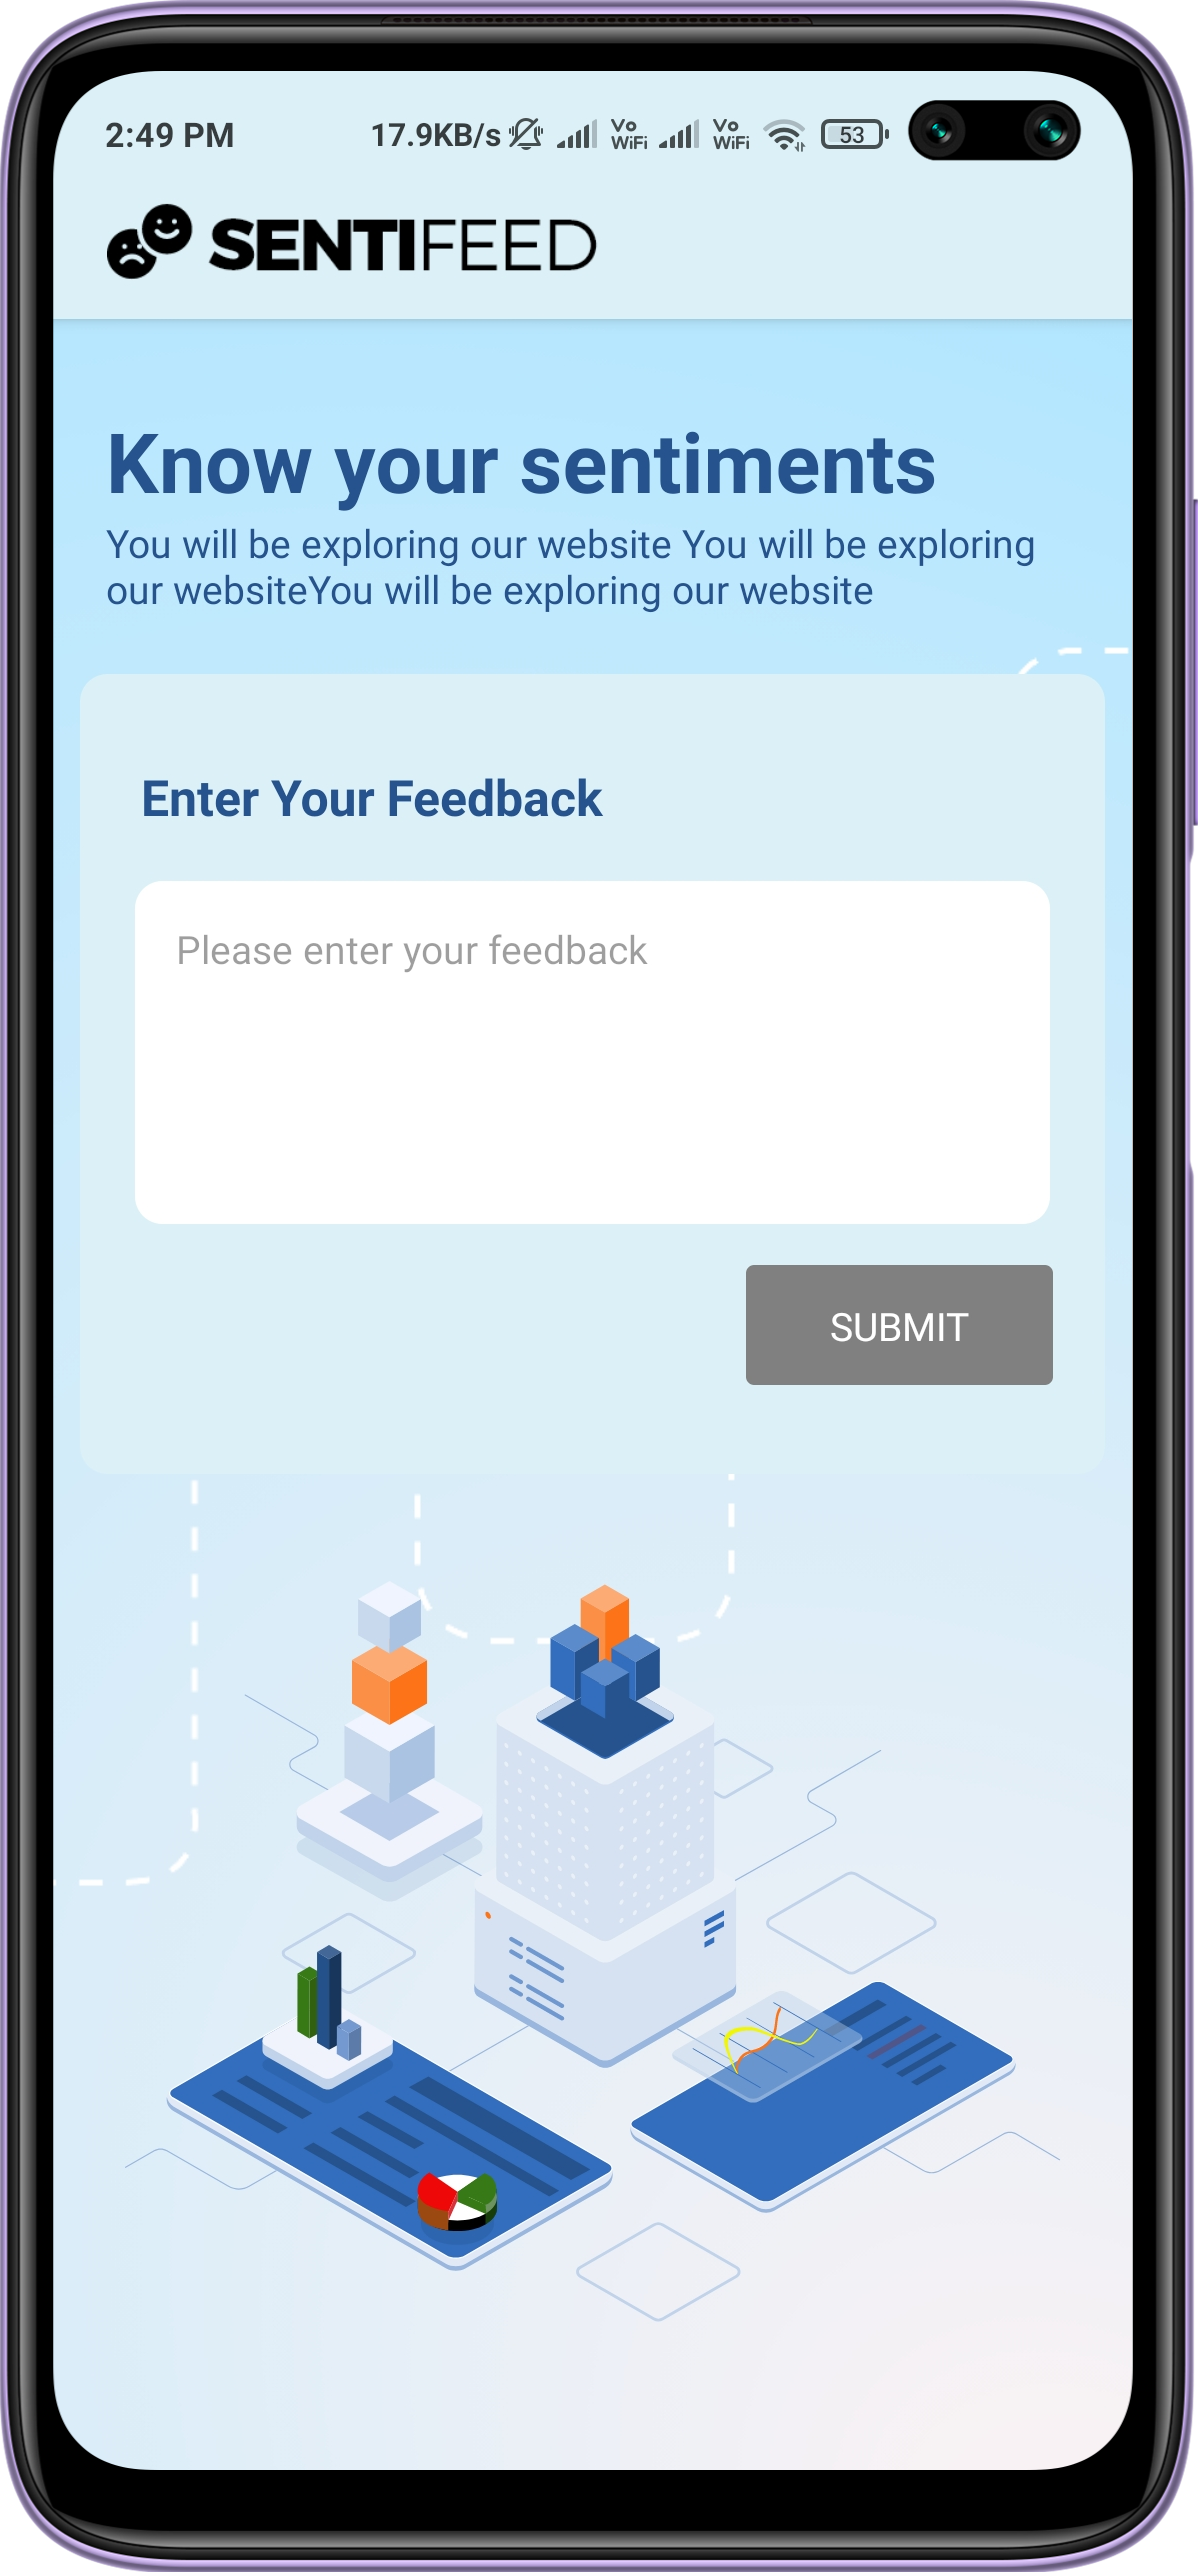 2:49 PM 17.9KB/s Vo WiFi Vo WiFi 53
SENTIFEED
Know your sentiments
You will be exploring our website You will be exploring
our websiteYou will be exploring our website
Enter Your Feedback
Please enter your feedback
SUBMIT